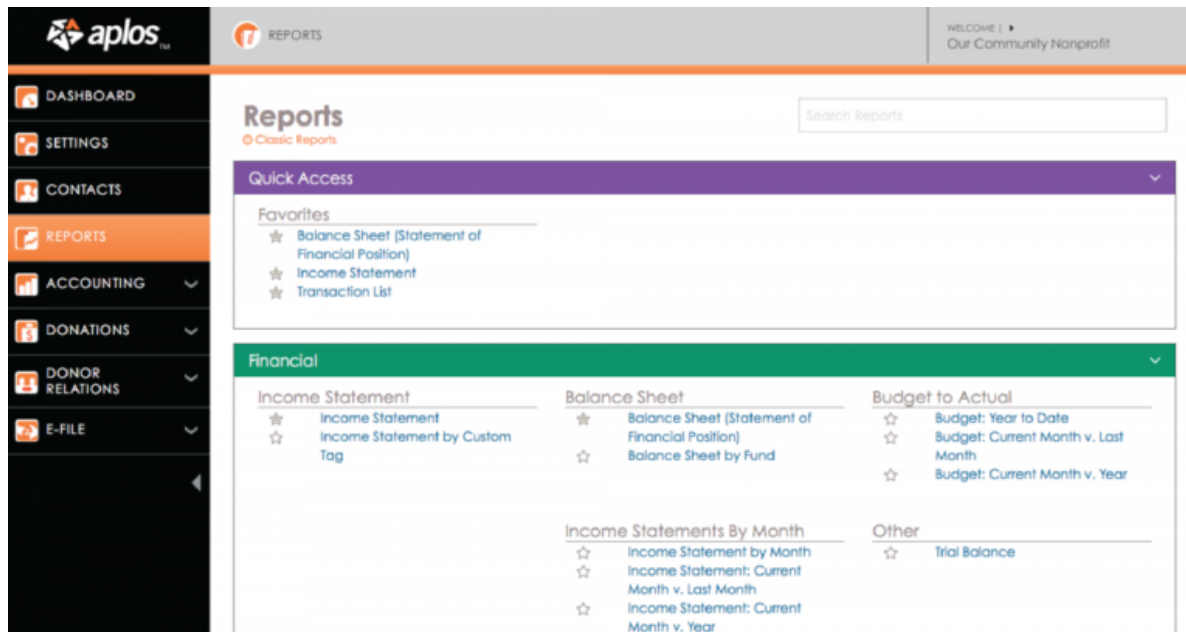 aplos™
REPORTS
WELCOME |
Our Community Nonprofit
DASHBOARD
SETTINGS
CONTACTS
REPORTS
ACCOUNTING
DONATIONS
DONOR
RELATIONS
E-FILE
Reports
Classic Reports
Search Reports
Quick Access
Favorites
Balance Sheet (Statement of
Financial Position)
Income Statement
Transaction List
Financial
Income Statement
Income Statement
Income Statement by Custom
Tag
Balance Sheet
Balance Sheet (Statement of
Financial Position)
Balance Sheet by Fund
Budget to Actual
Budget: Year to Date
Budget: Current Month v. Last
Month
Budget: Current Month v. Year
Income Statements By Month
Income Statement by Month
Income Statement: Current
Month v. Last Month
Income Statement: Current
Month v. Year
Other
Trial Balance